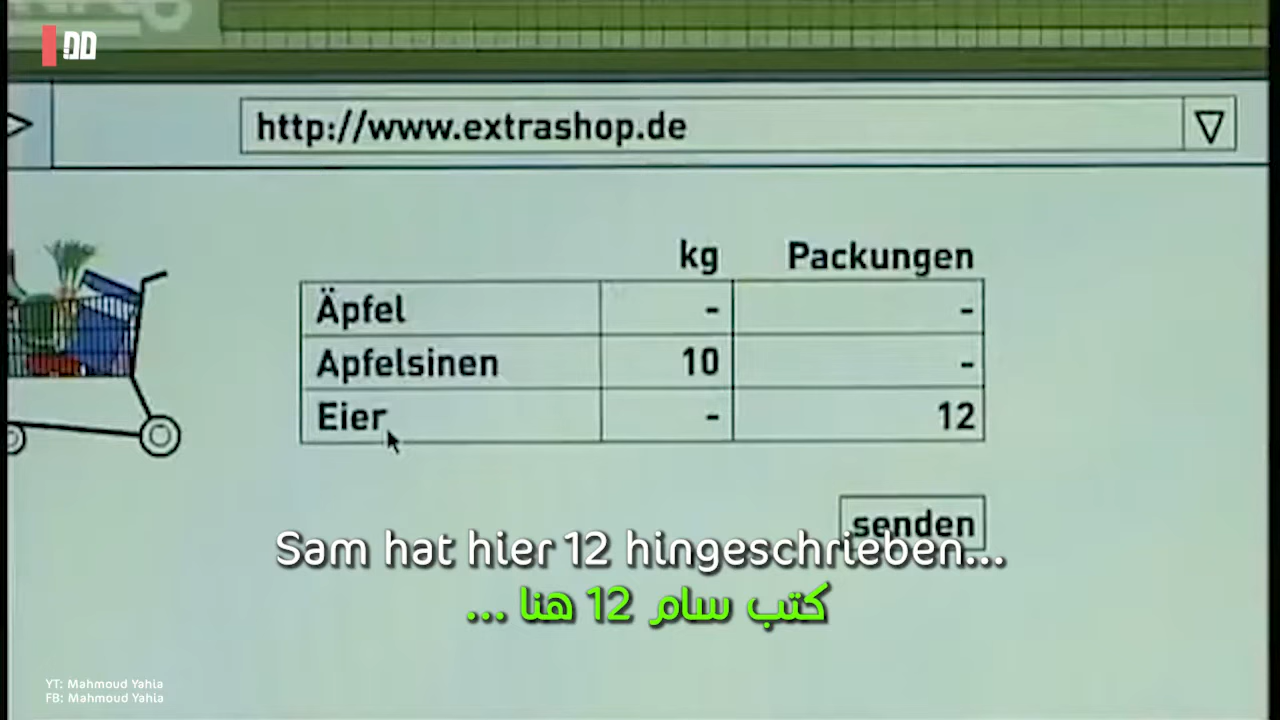 http://www.extrashop.de
kg Packungen
Äpfel - -
Apfelsinen 10 -
Eier - 12
senden
Sam hat hier 12 hingeschrieben...
كتب سام 12 هنا ...
YT: Mahmoud Yahia
FB: Mahmoud Yahia